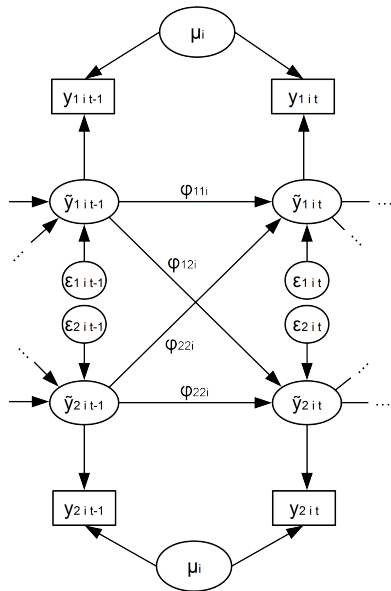 μi
y1 i t-1 y1 i t
φ11i
ỹ1 i t-1 ỹ1 i t ...
...
...
φ12i
ε1 i t-1 ε1 i t
ε2 i t-1 ε2 i t
φ22i
...
...
φ22i
ỹ2 i t-1 ỹ2 i t ...
y2 i t-1 y2 i t
μi